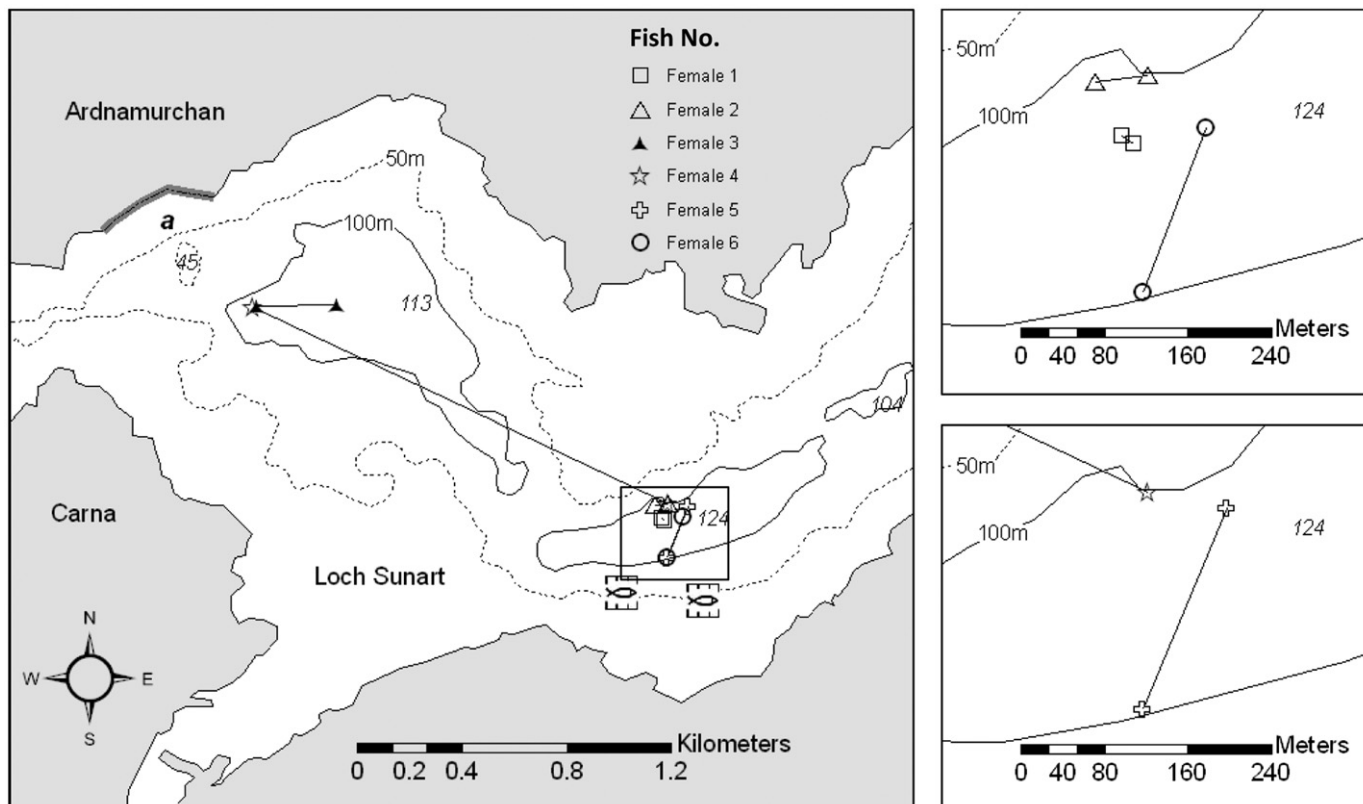 Fish No.
Female 1
Female 2
Female 3
Female 4
Female 5
Female 6
Ardnamurchan
50m
a
100m
45
113
104
124
Carna
Loch Sunart
N
W E
S
Kilometers
0 0.2 0.4 0.8 1.2
50m
100m
124
Meters
0 40 80 160 240
50m
100m
124
Meters
0 40 80 160 240